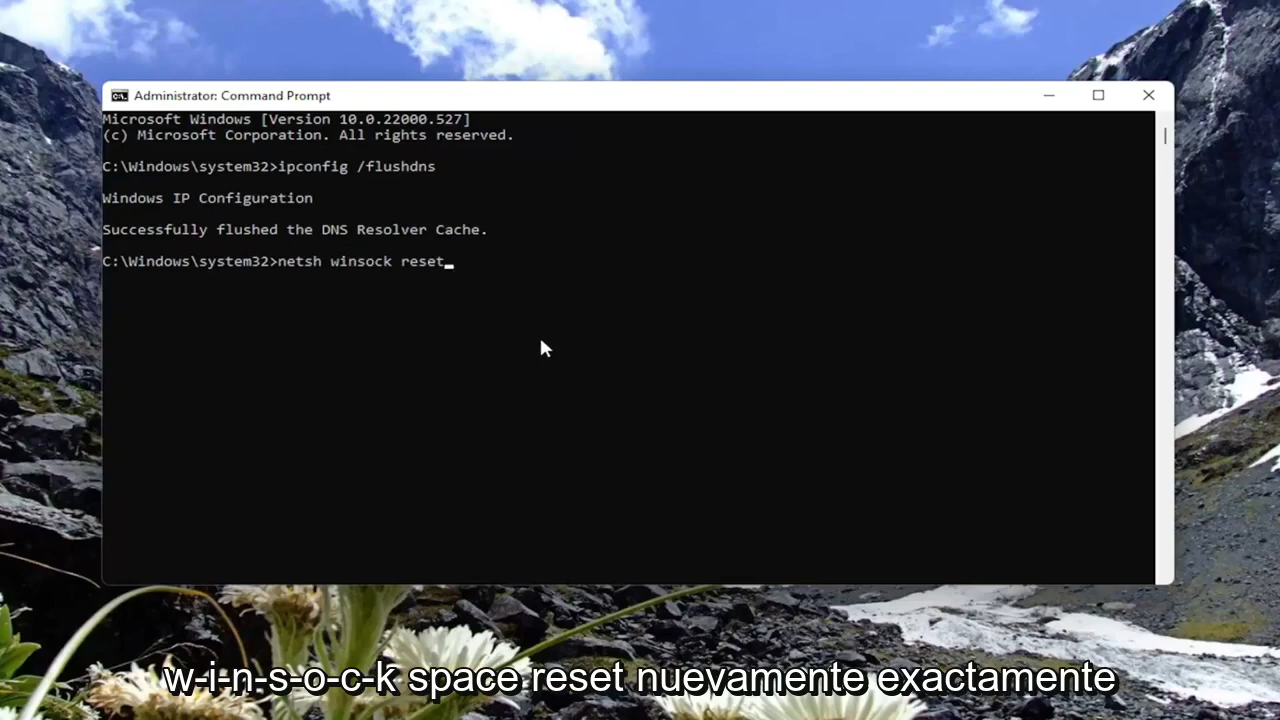 Administrator: Command Prompt
Microsoft Windows [Version 10.0.22000.527]
(c) Microsoft Corporation. All rights reserved.
C:\Windows\system32>ipconfig /flushdns
Windows IP Configuration
Successfully flushed the DNS Resolver Cache.
C:\Windows\system32>netsh winsock reset
w-i-n-s-o-c-k space reset nuevamente exactamente